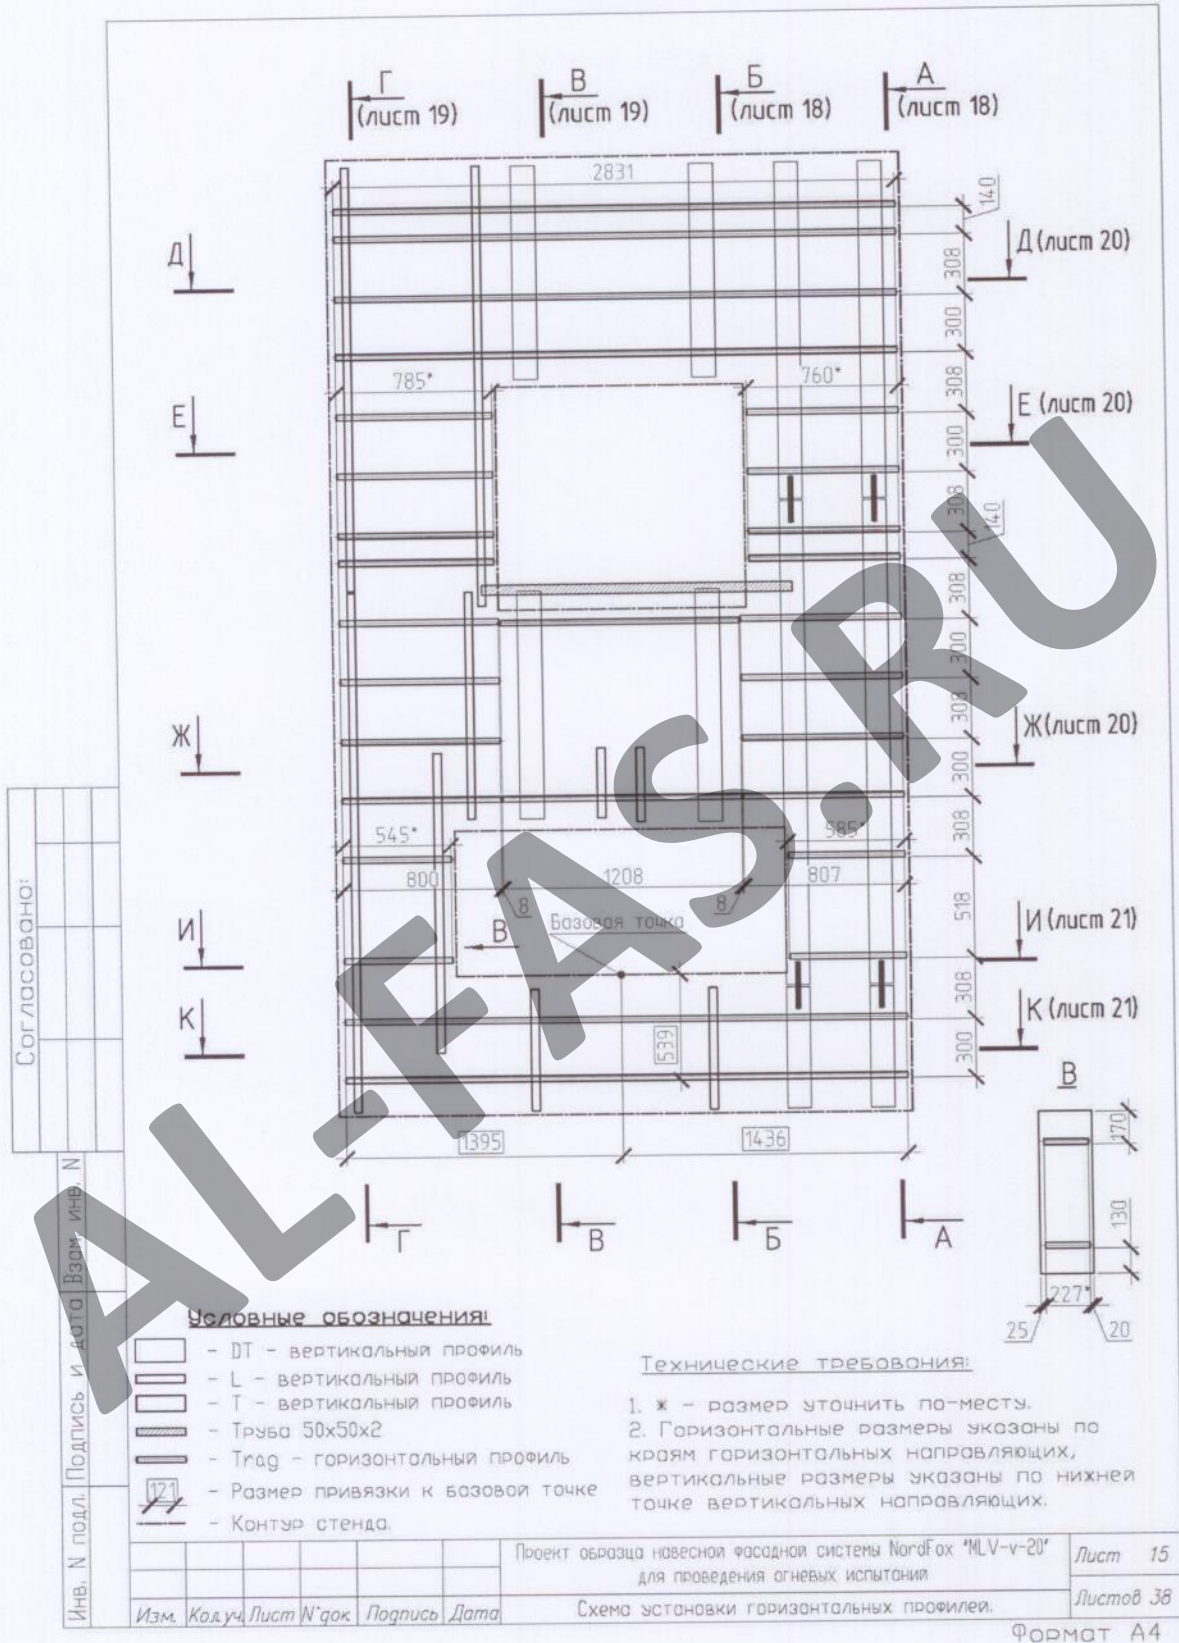 Г
(лист 19)
В
(лист 19)
Б
(лист 18)
А
(лист 18)
2831
140
Д
Д (лист 20)
308
300
785*
760*
308
Е
Е (лист 20)
300
308
140
308
300
308
Ж
Ж (лист 20)
300
545*
585*
308
800
1208
807
8
8
518
Базовая точка
В
И
И (лист 21)
308
К
К (лист 21)
539
300
1395
1436
Г
В
Б
А
В
170
130
227*
25
20
AL-FAS.RU
Согласовано:
Взам. инв. N
Подпись и дата
Инв. N подл.
Условные обозначения:
- DT - вертикальный профиль
- L - вертикальный профиль
- T - вертикальный профиль
- Труба 50х50х2
- Trag - горизонтальный профиль
121 - Размер привязки к базовой точке
- Контур стенда.
Технические требования:
1. * - размер уточнить по-месту.
2. Горизонтальные размеры указаны по
краям горизонтальных направляющих,
вертикальные размеры указаны по нижней
точке вертикальных направляющих.
Проект образца навесной фасадной системы NordFox "MLV-v-20"
для проведения огневых испытаний
Лист 15
Листов 38
Изм. Кол.уч Лист N°док Подпись Дата
Схема установки горизонтальных профилей.
Формат А4